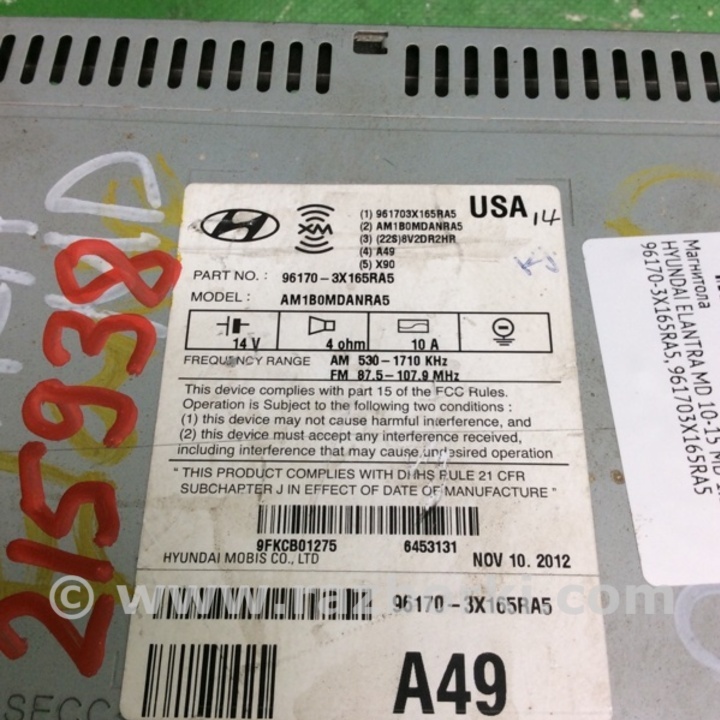 USA 14
XM
(1) 961703X165RA5
(2) AM1B0MDANRA5
(3) (22S)8V2DR2HR
(4) A49
(5) X90
PART NO. : 96170-3X165RA5
MODEL : AM1B0MDANRA5
14 V
4 ohm
10 A
FREQUENCY RANGE AM 530-1710 KHz
FM 87.5-107.9 MHz
This device complies with part 15 of the FCC Rules.
Operation is Subject to the following two conditions :
(1) this device may not cause harmful interference, and
(2) this device must accept any interference received,
including interference that may cause undesired operation
" THIS PRODUCT COMPLIES WITH DHHS RULE 21 CFR
SUBCHAPTER J IN EFFECT OF DATE OF MANUFACTURE "
9FKCB01275 6453131
HYUNDAI MOBIS CO., LTD NOV 10. 2012
96170-3X165RA5
A49
215938
Магнитола
HYUNDAI ELANTRA MD 10-15
96170-3X165RA5, 961703X165RA5